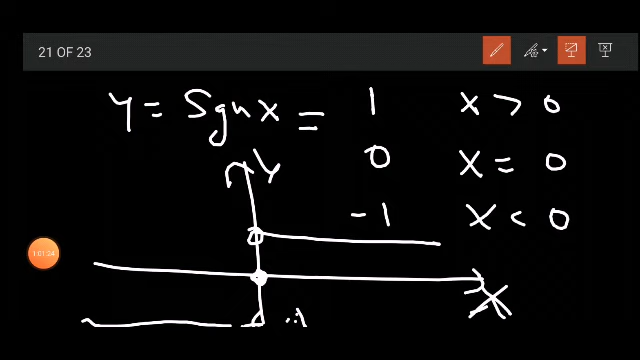 21 OF 23
Y = Sgn x = 1 x > 0
0 x = 0
-1 x < 0
Y
1:01:24
X